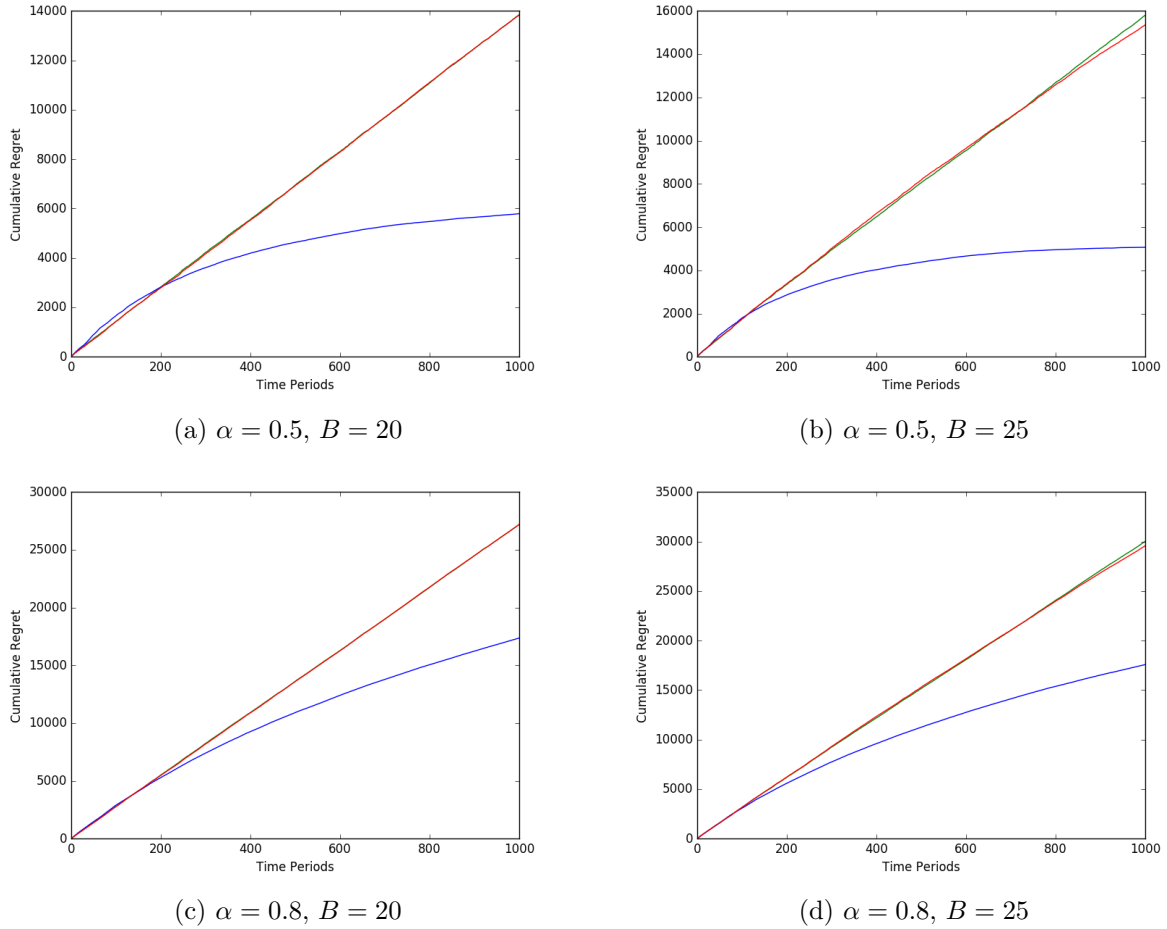 14000
12000
10000
8000
6000
4000
2000
0
Cumulative Regret
0 200 400 600 800 1000
Time Periods
(a) α = 0.5, B = 20
16000
14000
12000
10000
8000
6000
4000
2000
0
Cumulative Regret
0 200 400 600 800 1000
Time Periods
(b) α = 0.5, B = 25
30000
25000
20000
15000
10000
5000
0
Cumulative Regret
0 200 400 600 800 1000
Time Periods
(c) α = 0.8, B = 20
35000
30000
25000
20000
15000
10000
5000
0
Cumulative Regret
0 200 400 600 800 1000
Time Periods
(d) α = 0.8, B = 25